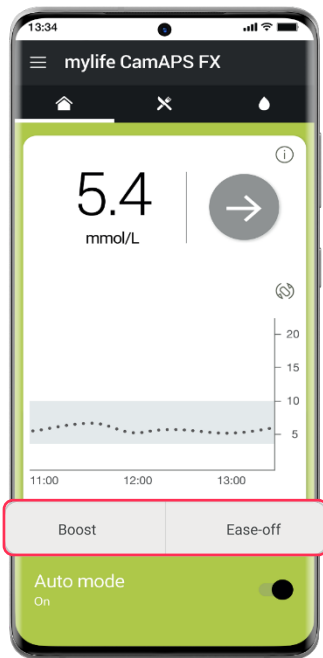 13:34
mylife CamAPS FX
5.4
mmol/L
20
15
10
5
11:00 12:00 13:00
Boost Ease-off
Auto mode
On